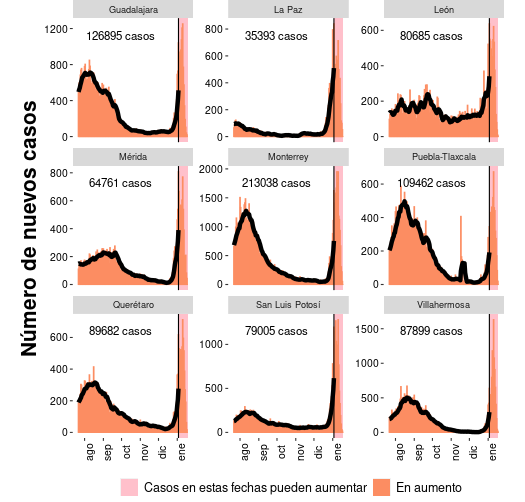 Número de nuevos casos
Guadalajara
126895 casos
1200
800
400
0
La Paz
35393 casos
800
600
400
200
0
León
80685 casos
600
400
200
0
Mérida
64761 casos
800
600
400
200
0
Monterrey
213038 casos
2000
1500
1000
500
0
Puebla-Tlaxcala
109462 casos
600
400
200
0
Querétaro
89682 casos
600
400
200
0
San Luis Potosí
79005 casos
1000
500
0
Villahermosa
87899 casos
1500
1000
500
0
ago sep oct nov dic ene
ago sep oct nov dic ene
ago sep oct nov dic ene
Casos en estas fechas pueden aumentar
En aumento